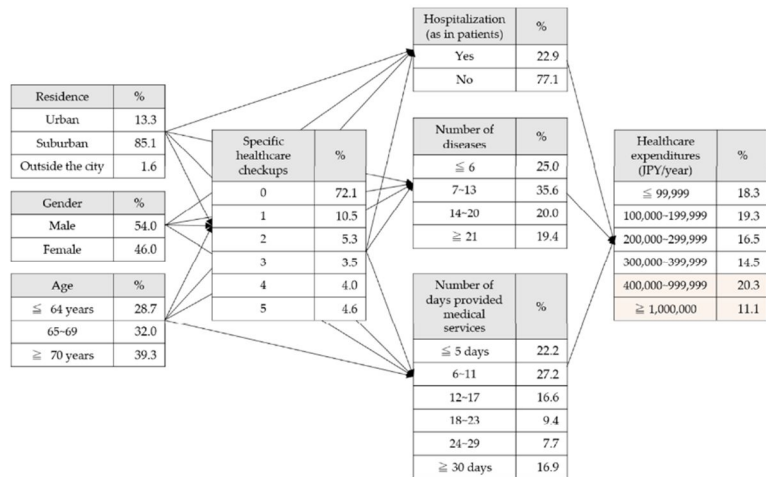 Residence %
Urban 13.3
Suburban 85.1
Outside the city 1.6
Gender %
Male 54.0
Female 46.0
Age %
≦ 64 years 28.7
65~69 32.0
≧ 70 years 39.3
Specific
healthcare
checkups
%
0 72.1
1 10.5
2 5.3
3 3.5
4 4.0
5 4.6
Hospitalization
(as in patients)
%
Yes 22.9
No 77.1
Number of
diseases
%
≦ 6 25.0
7~13 35.6
14~20 20.0
≧ 21 19.4
Number of
days provided
medical
services
%
≦ 5 days 22.2
6~11 27.2
12~17 16.6
18~23 9.4
24~29 7.7
≧ 30 days 16.9
Healthcare
expenditures
(JPY/year)
%
≦ 99,999 18.3
100,000~199,999 19.3
200,000~299,999 16.5
300,000~399,999 14.5
400,000~999,999 20.3
≧ 1,000,000 11.1